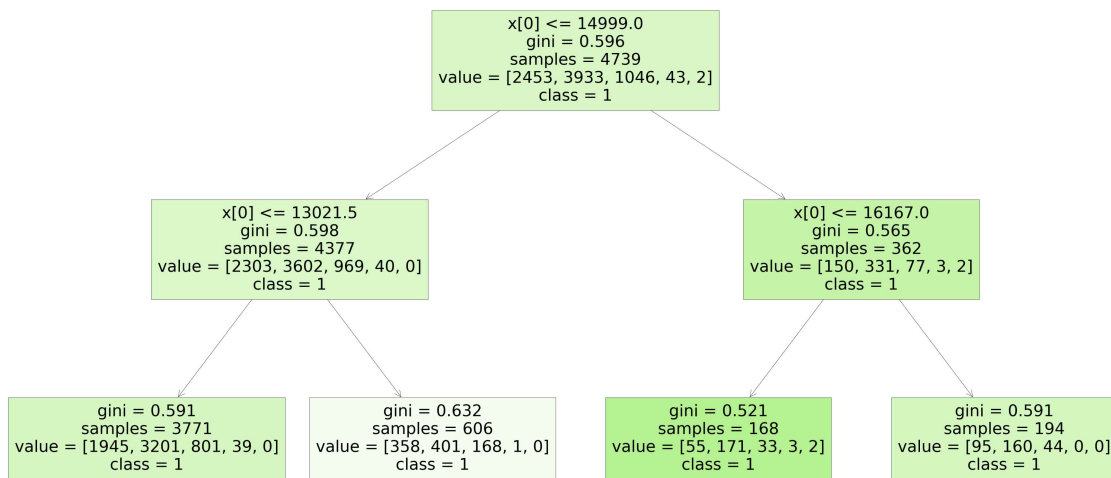 x[0] <= 14999.0
gini = 0.596
samples = 4739
value = [2453, 3933, 1046, 43, 2]
class = 1
x[0] <= 13021.5
gini = 0.598
samples = 4377
value = [2303, 3602, 969, 40, 0]
class = 1
x[0] <= 16167.0
gini = 0.565
samples = 362
value = [150, 331, 77, 3, 2]
class = 1
gini = 0.591
samples = 3771
value = [1945, 3201, 801, 39, 0]
class = 1
gini = 0.632
samples = 606
value = [358, 401, 168, 1, 0]
class = 1
gini = 0.521
samples = 168
value = [55, 171, 33, 3, 2]
class = 1
gini = 0.591
samples = 194
value = [95, 160, 44, 0, 0]
class = 1